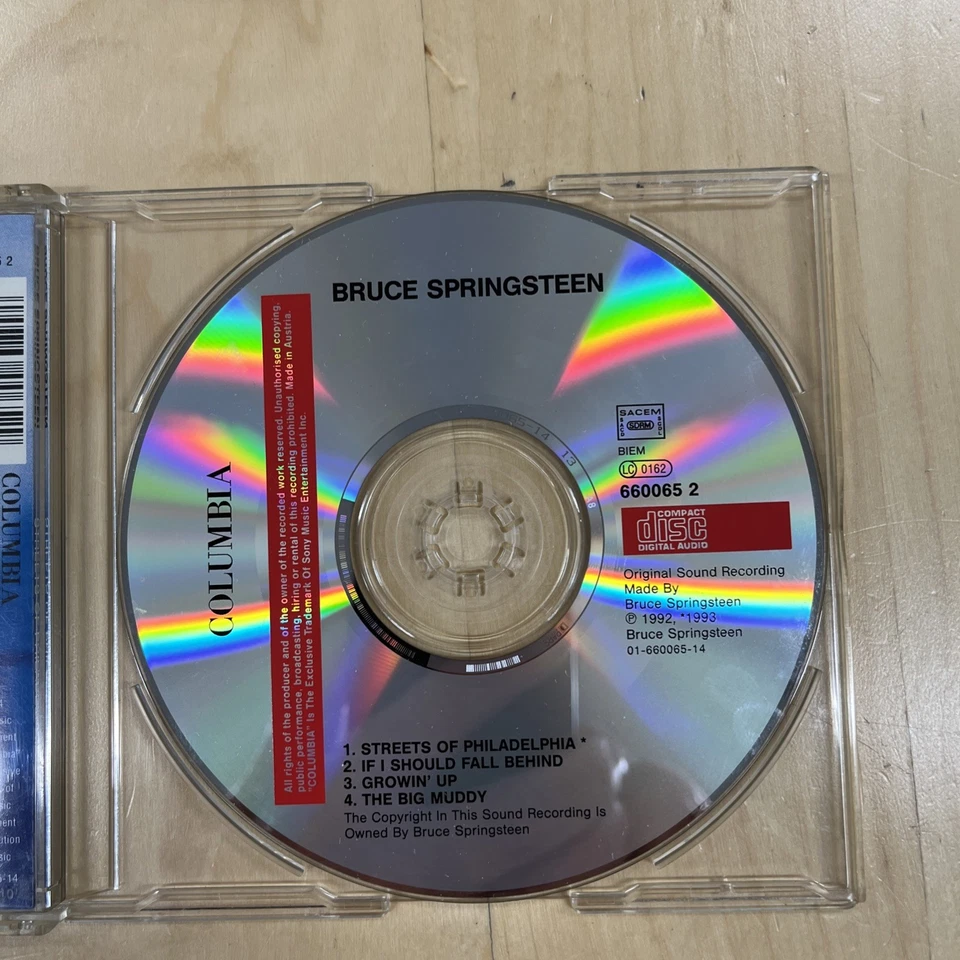 BRUCE SPRINGSTEEN
All rights of the producer and of the owner of the recorded work reserved. Unauthorised copying,
public performance, broadcasting, hiring or rental of this recording prohibited. Made in Austria.
"COLUMBIA" Is The Exclusive Trademark Of Sony Music Entertainment Inc.
COLUMBIA
SACEM
SDRM
SACD
SGDL
BIEM
LC 0162
660065 2
COMPACT
disc
DIGITAL AUDIO
Original Sound Recording
Made By
Bruce Springsteen
℗ 1992, *1993
Bruce Springsteen
01-660065-14
1. STREETS OF PHILADELPHIA *
2. IF I SHOULD FALL BEHIND
3. GROWIN' UP
4. THE BIG MUDDY
The Copyright In This Sound Recording Is
Owned By Bruce Springsteen
COLUMBIA